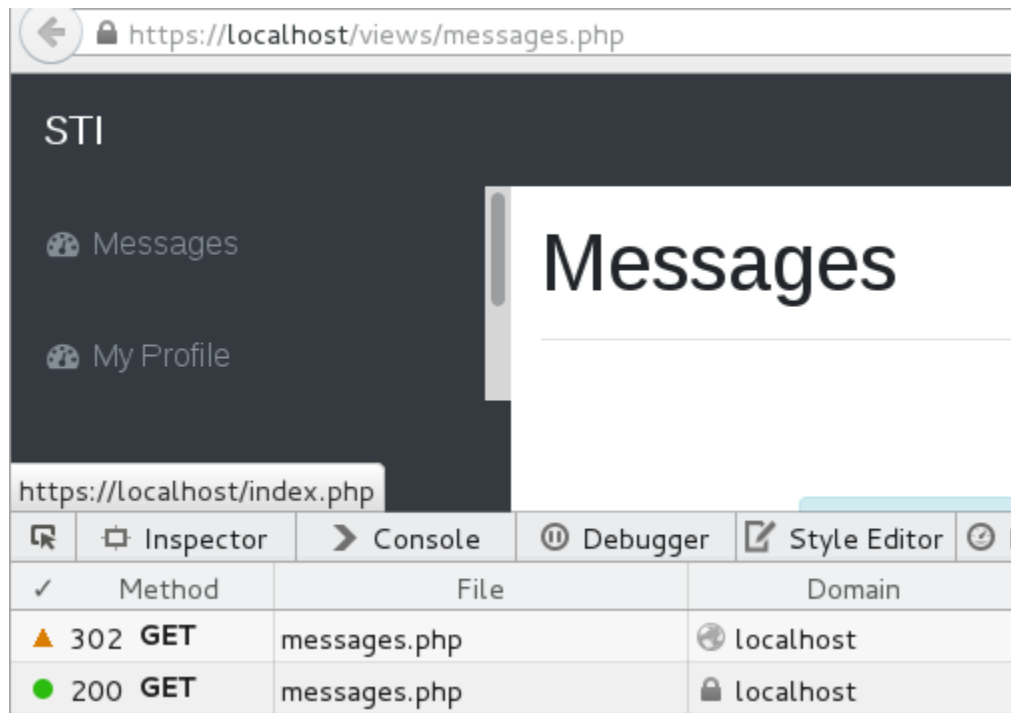 https://localhost/views/messages.php
STI
Messages
Messages
My Profile
https://localhost/index.php
Inspector Console Debugger Style Editor
✓ Method File Domain
302 GET messages.php localhost
200 GET messages.php localhost